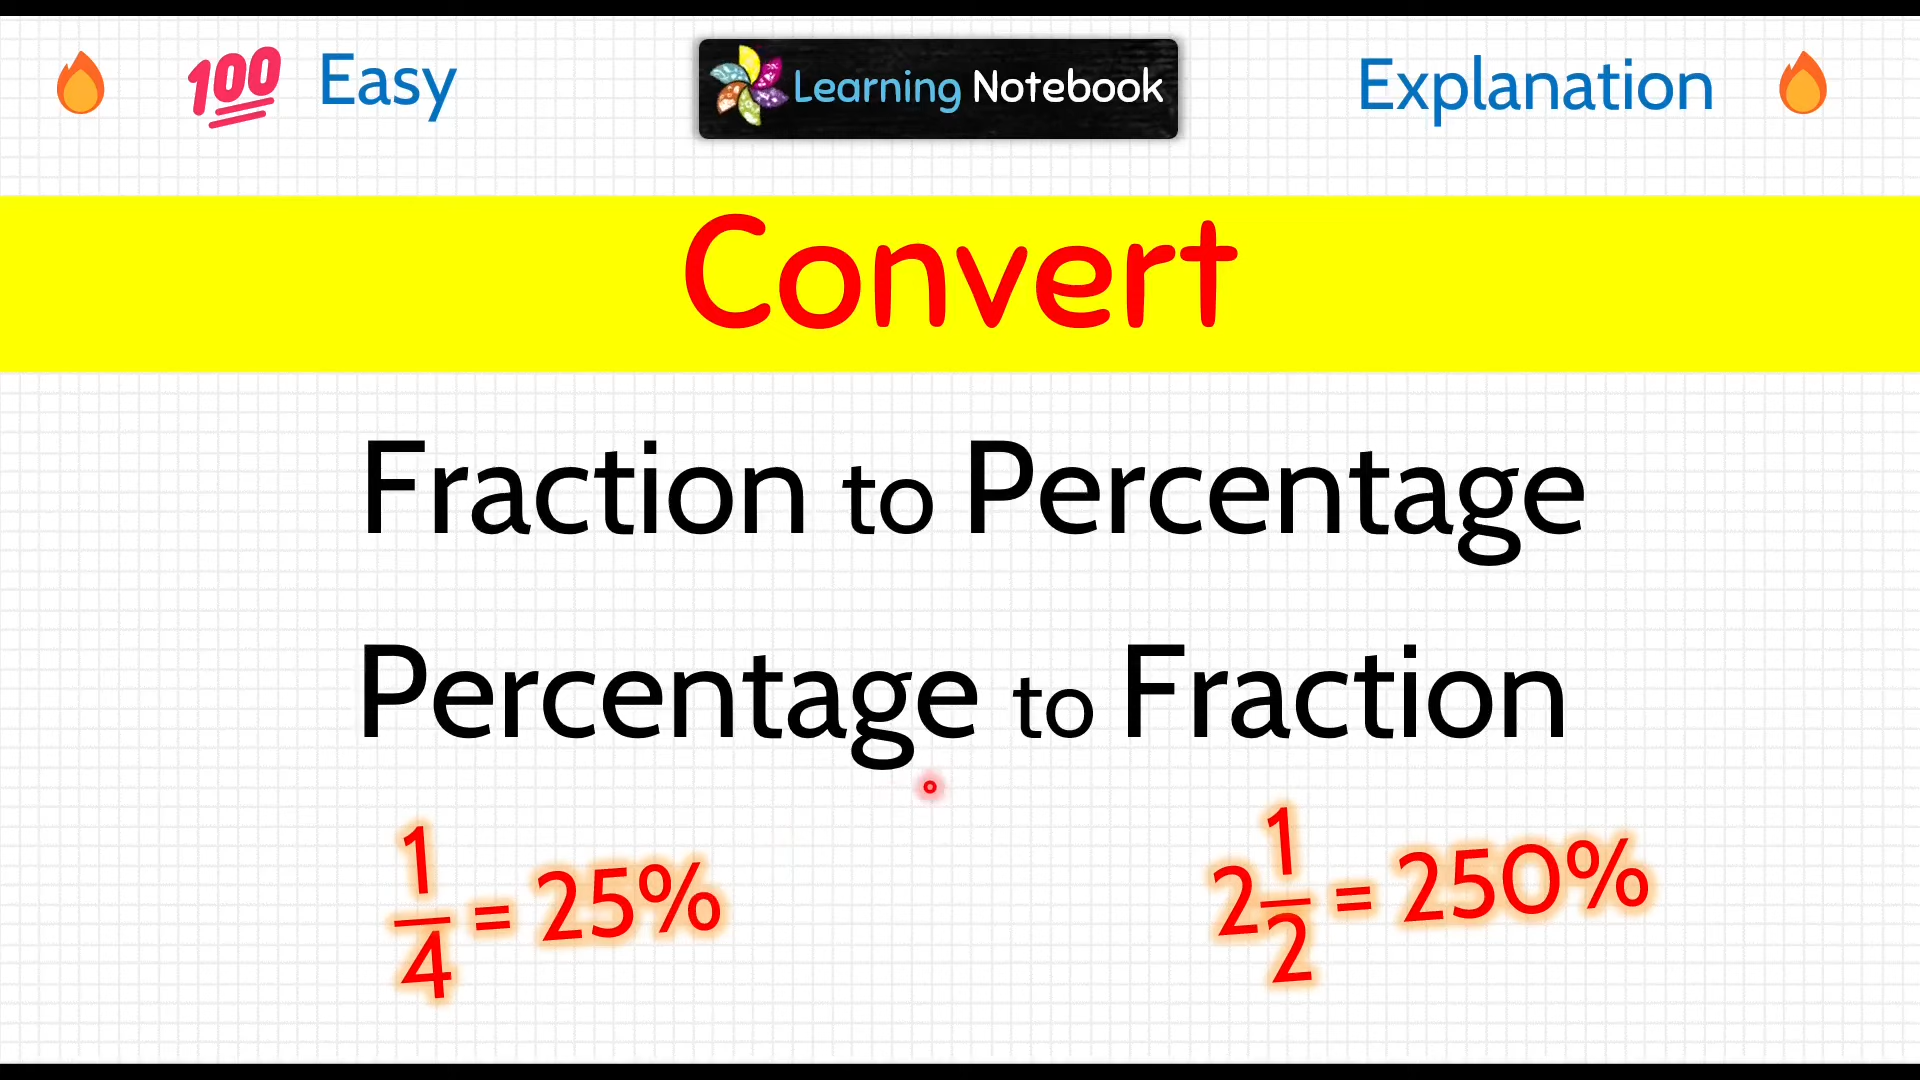 💯 Easy
Learning Notebook
Explanation
Convert
Fraction to Percentage
Percentage to Fraction
1/4 = 25%
2 1/2 = 250%